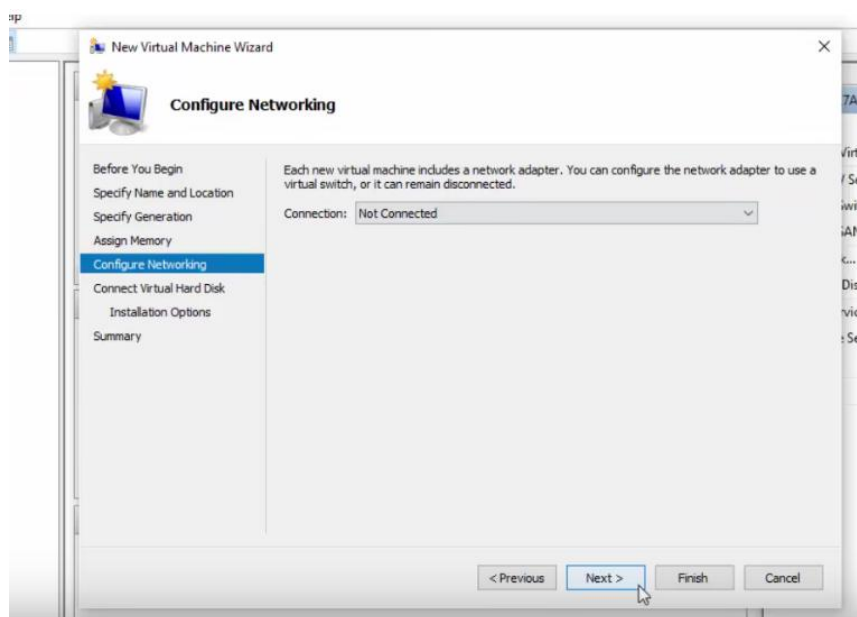 New Virtual Machine Wizard
Configure Networking
Before You Begin
Specify Name and Location
Specify Generation
Assign Memory
Configure Networking
Connect Virtual Hard Disk
Installation Options
Summary
Each new virtual machine includes a network adapter. You can configure the network adapter to use a
virtual switch, or it can remain disconnected.
Connection: Not Connected
< Previous
Next >
Finish
Cancel